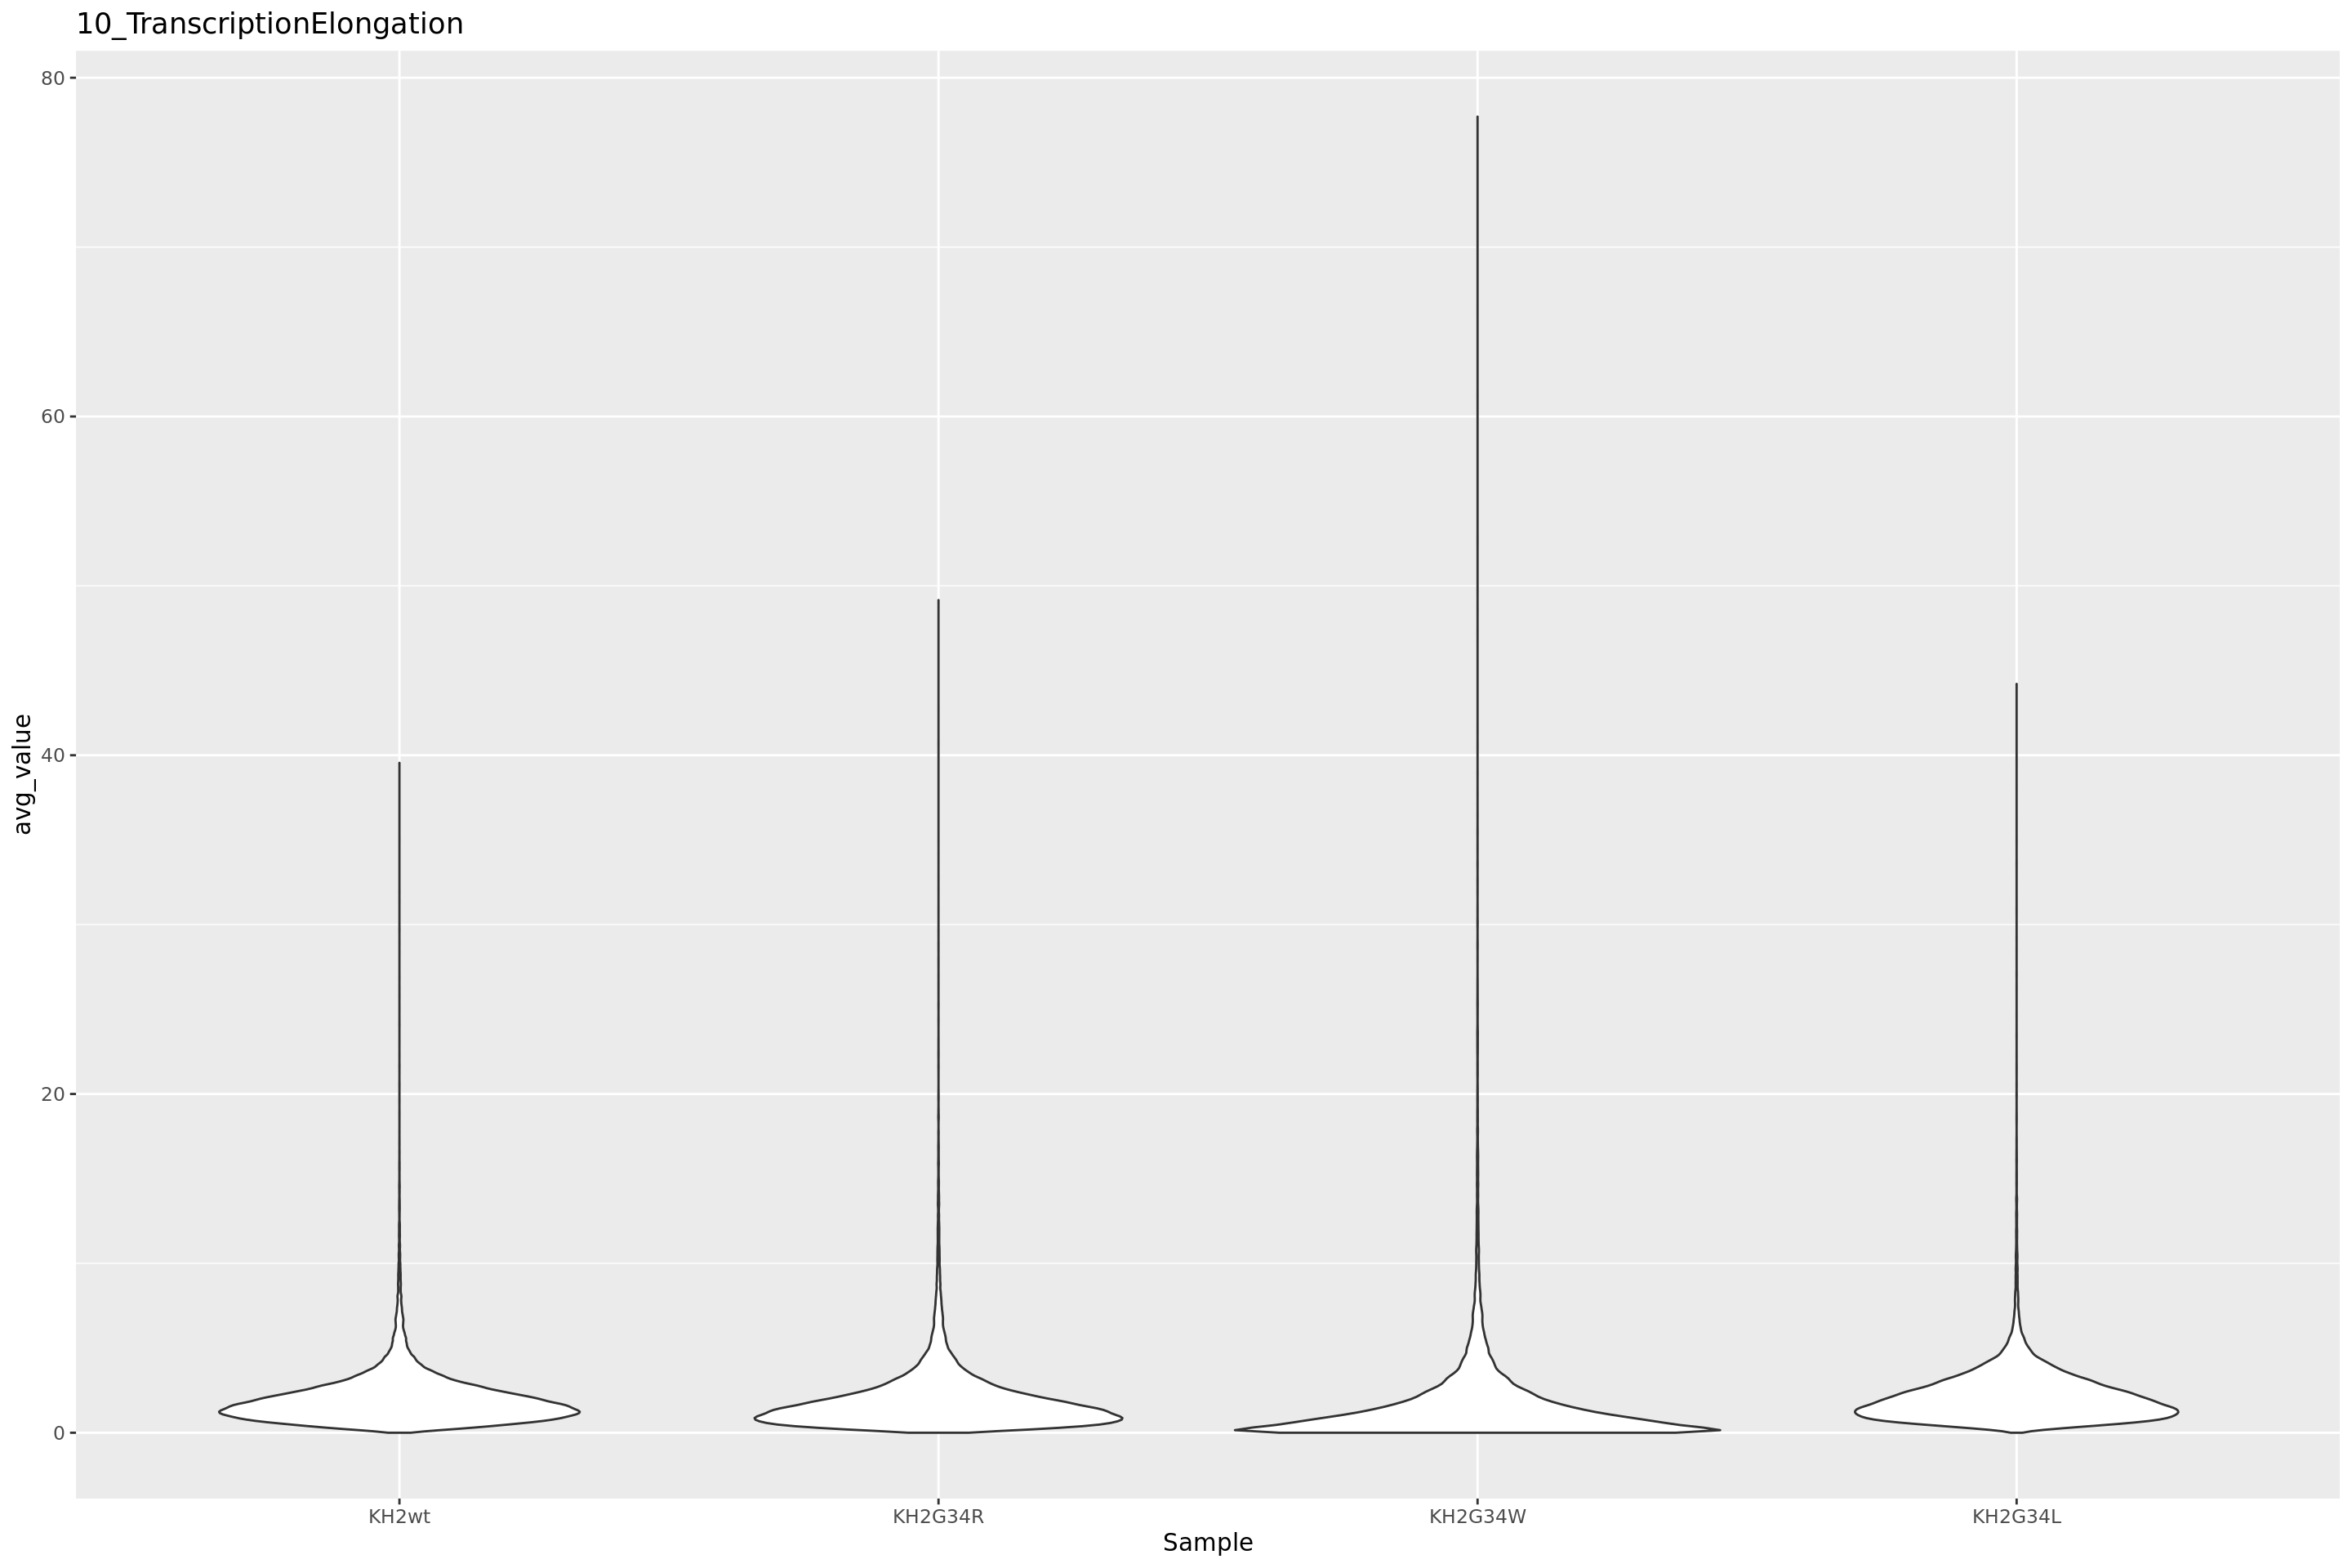 10_TranscriptionElongation
80
60
40
20
0
avg_value
KH2wt
KH2G34R
KH2G34W
KH2G34L
Sample